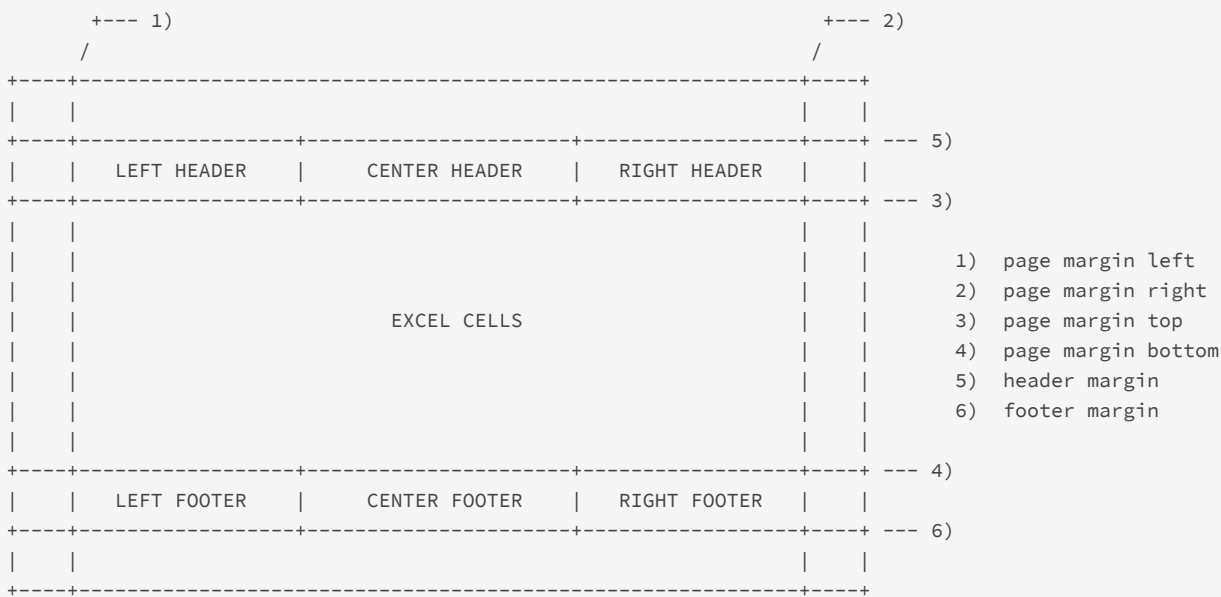 +--- 1) +--- 2)
/ /
+----+------------------------------------------------+----+
| | | |
+----+---------------+------------------+---------------+----+ --- 5)
| | LEFT HEADER | CENTER HEADER | RIGHT HEADER | |
+----+---------------+------------------+---------------+----+ --- 3)
| | | |
| | | | 1) page margin left
| | | | 2) page margin right
| | EXCEL CELLS | | 3) page margin top
| | | | 4) page margin bottom
| | | | 5) header margin
| | | | 6) footer margin
| | | |
+----+---------------+------------------+---------------+----+ --- 4)
| | LEFT FOOTER | CENTER FOOTER | RIGHT FOOTER | |
+----+---------------+------------------+---------------+----+ --- 6)
| | | |
+----+------------------------------------------------+----+